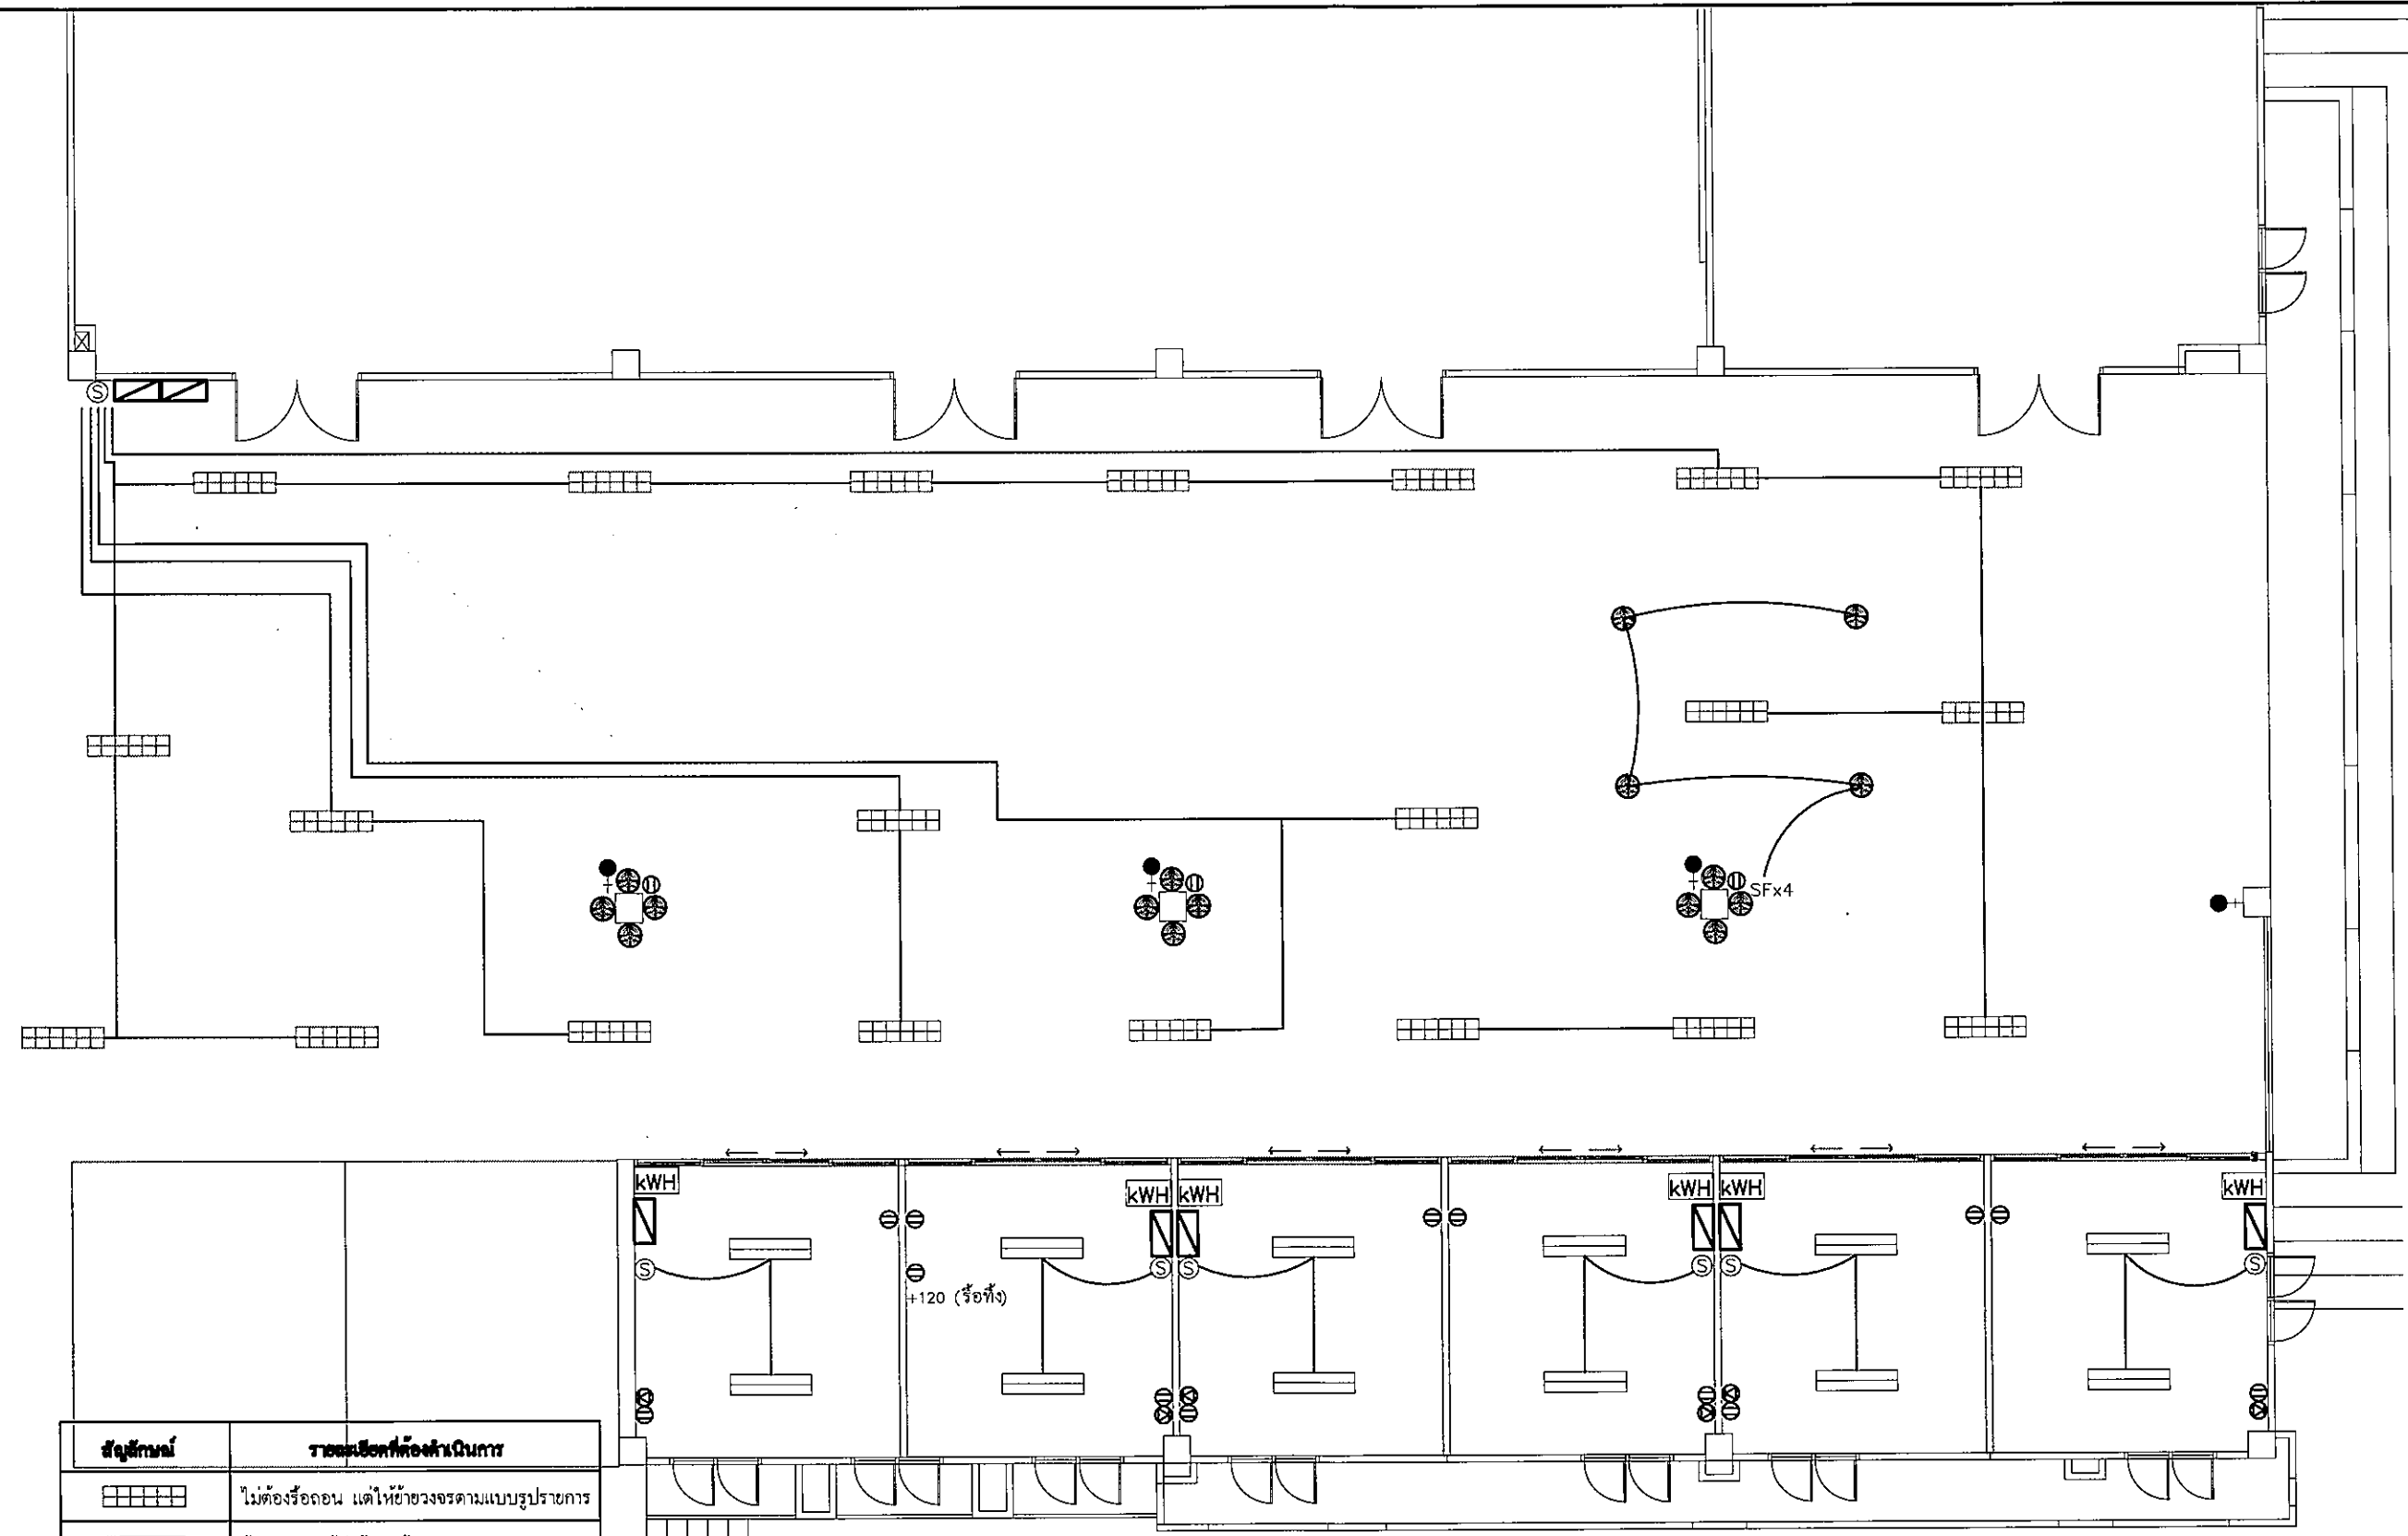 S
SFx4
kWH
kWH kWH
kWH kWH
kWH
S
S S
S S
S
+120 (รื้อทิ้ง)
สัญลักษณ์ รายละเอียดที่ต้องดำเนินการ
ไม่ต้องรื้อถอน แต่ให้ย้ายวงจรตามแบบรูปรายการ